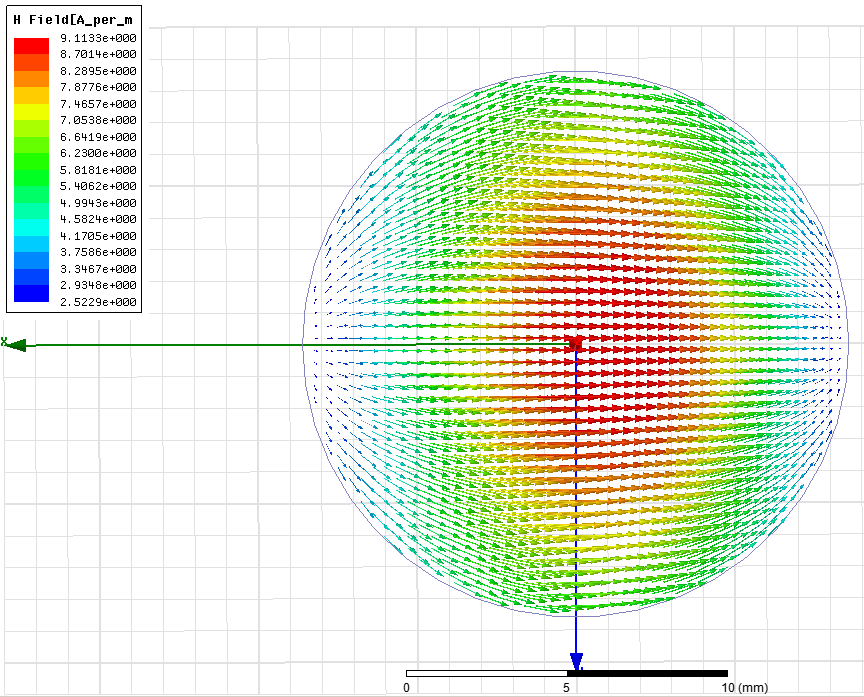 H Field[A_per_m
9.1133e+000
8.7014e+000
8.2895e+000
7.8776e+000
7.4657e+000
7.0538e+000
6.6419e+000
6.2300e+000
5.8181e+000
5.4062e+000
4.9943e+000
4.5824e+000
4.1705e+000
3.7586e+000
3.3467e+000
2.9348e+000
2.5229e+000
0 5 10 (mm)